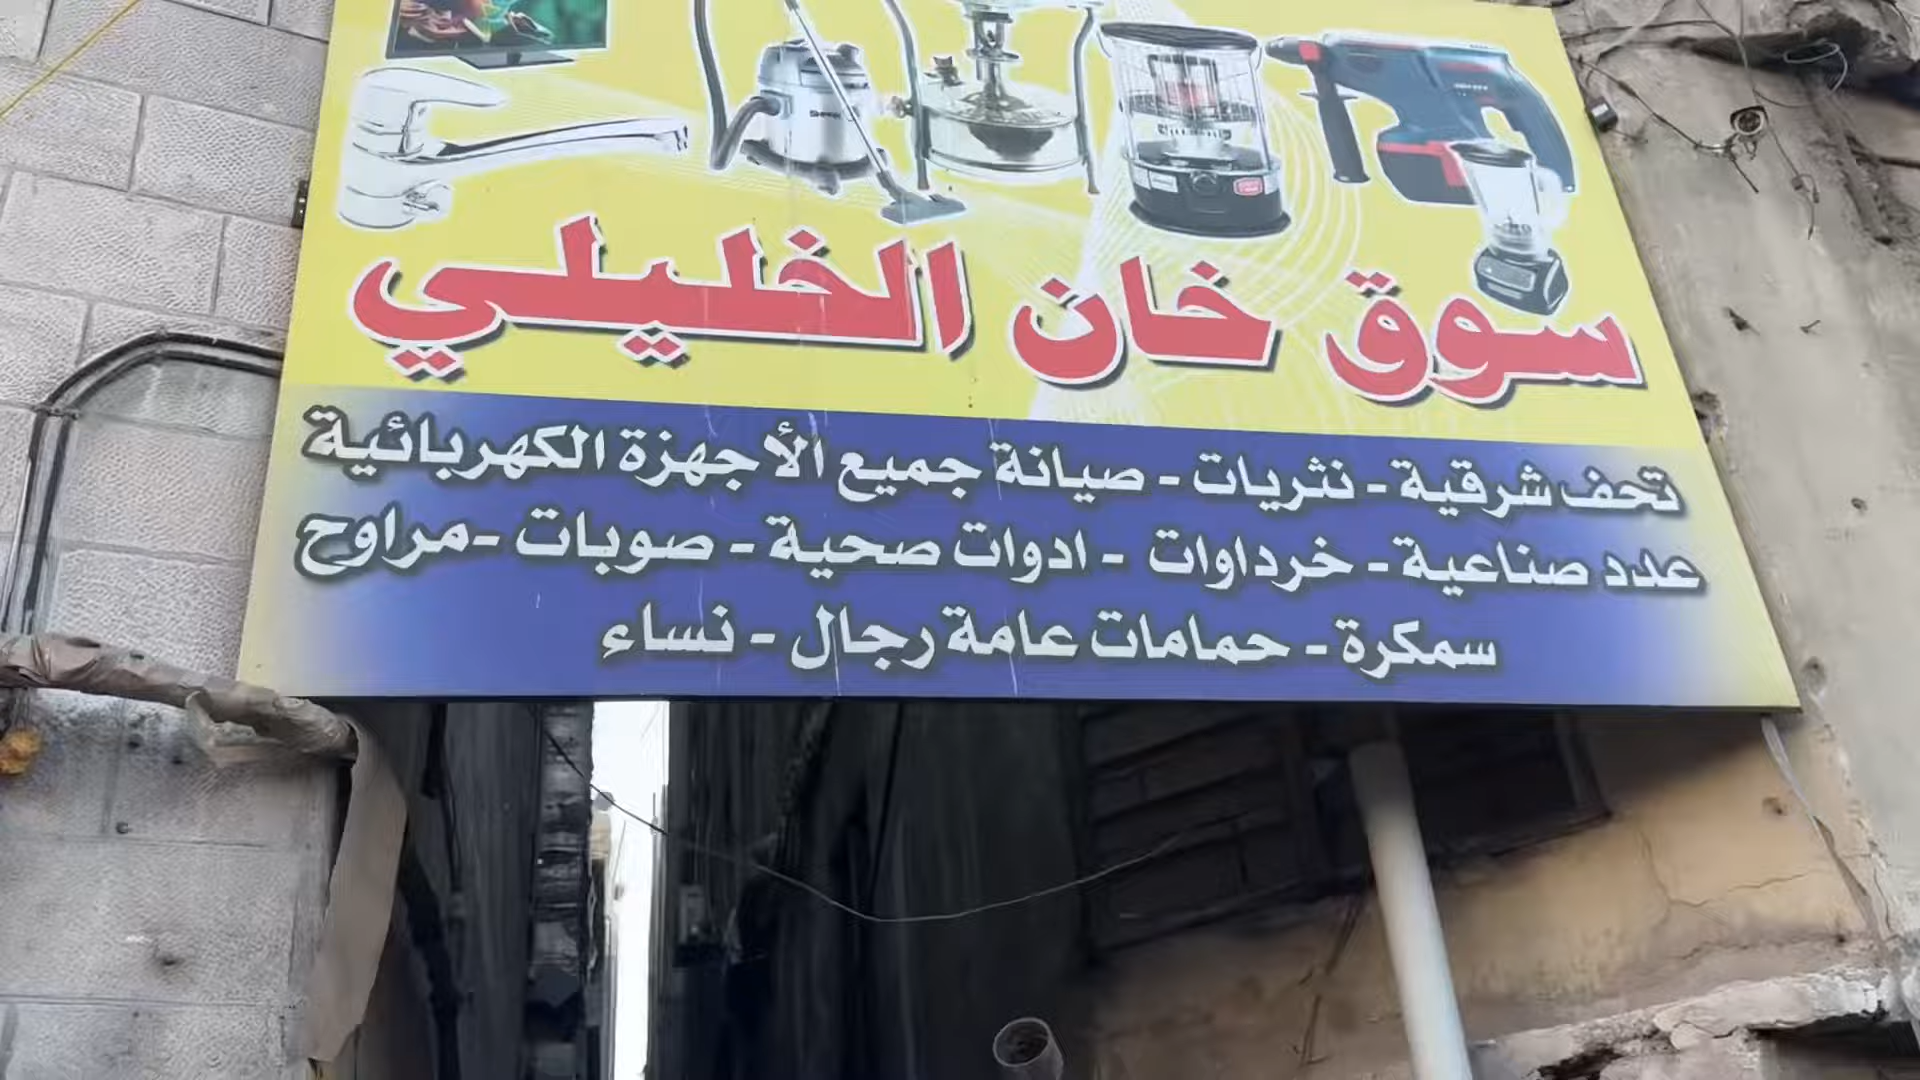 سوق خان الخليلي
تحف شرقية - نثريات - صيانة جميع الأجهزة الكهربائية
عدد صناعية - خرداوات - ادوات صحية - صوبات - مراوح
سمكرة - حمامات عامة رجال - نساء